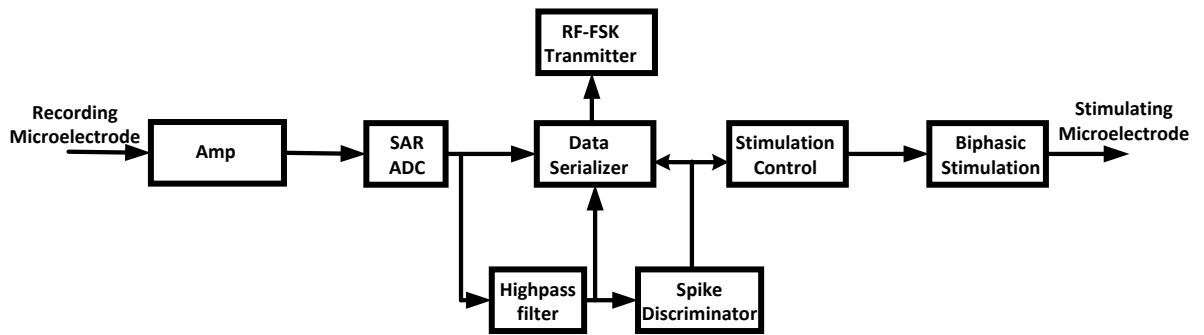 RF-FSK
Tranmitter
Recording
Microelectrode
Amp
SAR
ADC
Data
Serializer
Stimulation
Control
Biphasic
Stimulation
Stimulating
Microelectrode
Highpass
filter
Spike
Discriminator